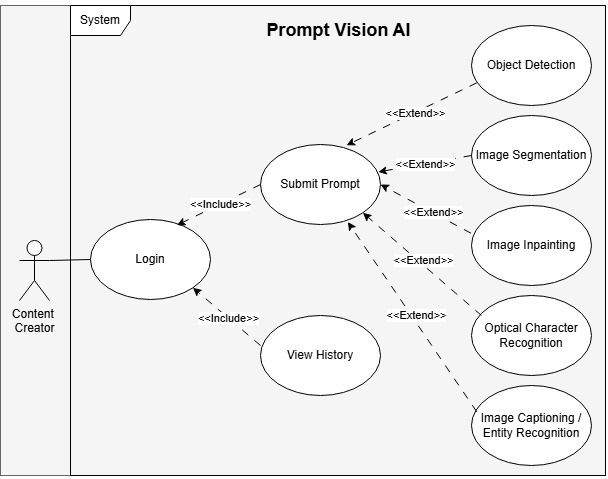 System
Prompt Vision AI
Object Detection
<<Extend>>
Image Segmentation
<<Extend>>
Submit Prompt
<<Include>>
<<Extend>>
Image Inpainting
Login
<<Extend>>
Content
Creator
<<Include>>
<<Extend>>
Optical Character
Recognition
View History
Image Captioning /
Entity Recognition